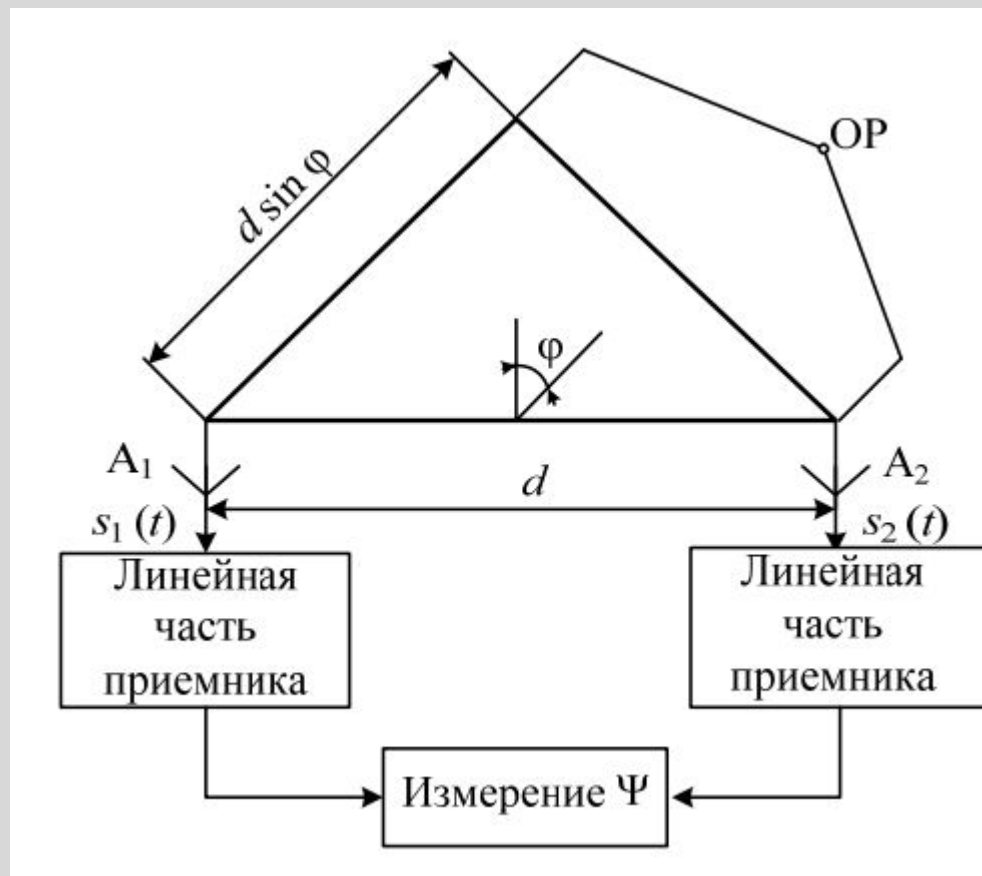 OP
d sin φ
φ
A₁
d
A₂
s₁ (t)
s₂ (t)
Линейная
часть
приемника
Линейная
часть
приемника
Измерение Ψ